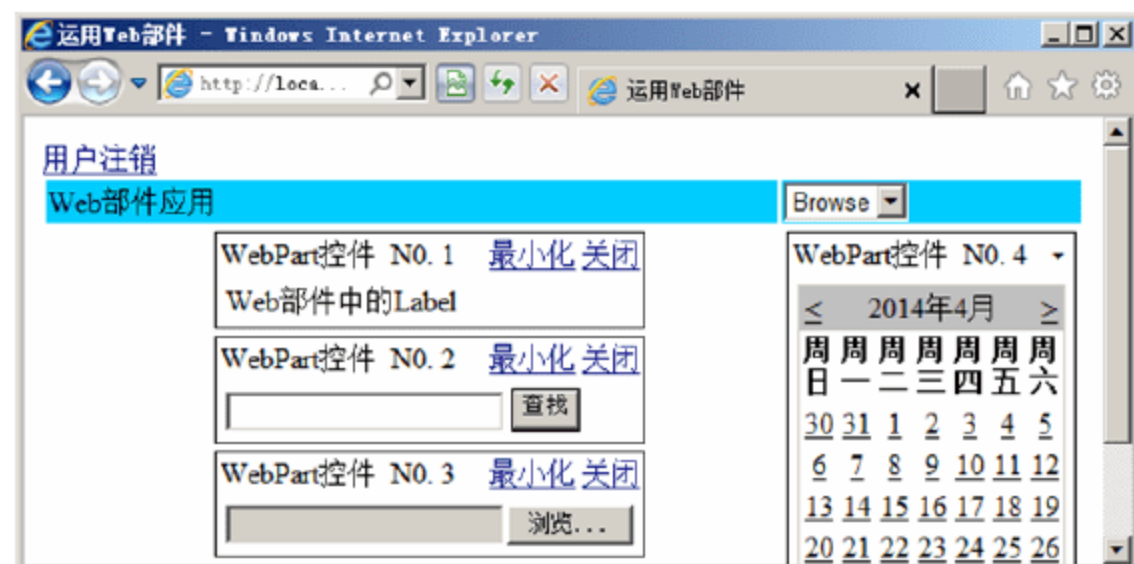 运用Web部件 - Windows Internet Explorer
http://loca... 运用Web部件
用户注销
Web部件应用 Browse
WebPart控件 N0. 1 最小化 关闭
Web部件中的Label
WebPart控件 N0. 2 最小化 关闭
查找
WebPart控件 N0. 3 最小化 关闭
浏览...
WebPart控件 N0. 4
< 2014年4月 >
周日 周一 周二 周三 周四 周五 周六
30 31 1 2 3 4 5
6 7 8 9 10 11 12
13 14 15 16 17 18 19
20 21 22 23 24 25 26